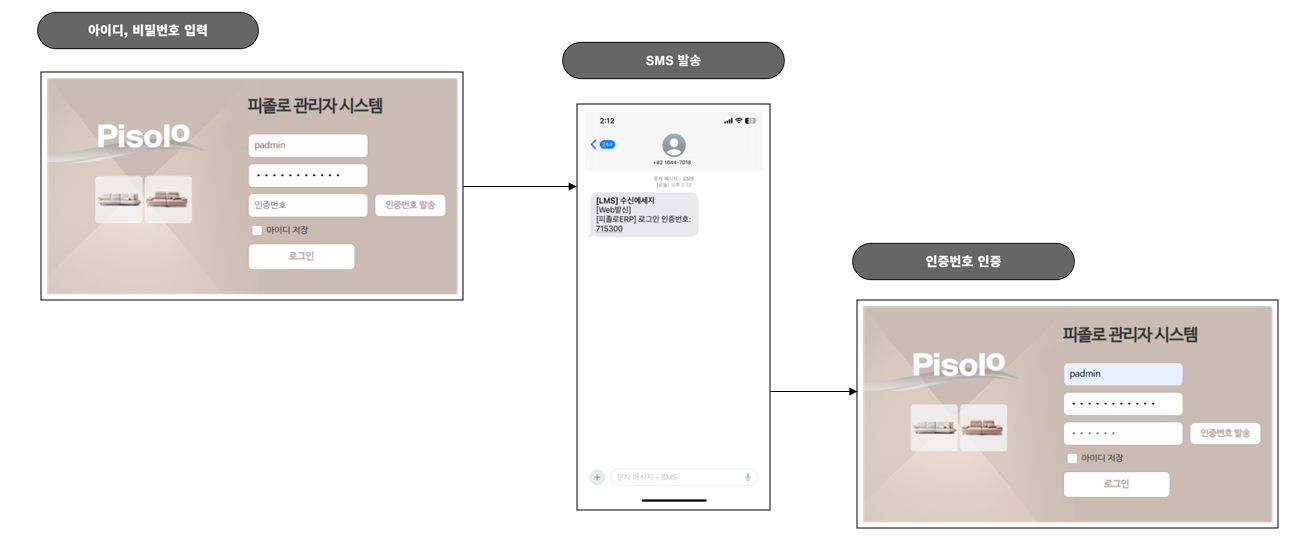 아이디, 비밀번호 입력
피졸로 관리자 시스템
Pisolo
padmin
인증번호
인증번호 발송
아이디 저장
로그인
SMS 발송
2:12
244
+82 1644-7018
문자 메시지 • SMS
(오늘) 오후 2:12
[LMS] 수신메세지
[Web발신]
[피졸로ERP] 로그인 인증번호:
715300
문자 메시지 • SMS
인증번호 인증
피졸로 관리자 시스템
Pisolo
padmin
인증번호 발송
아이디 저장
로그인